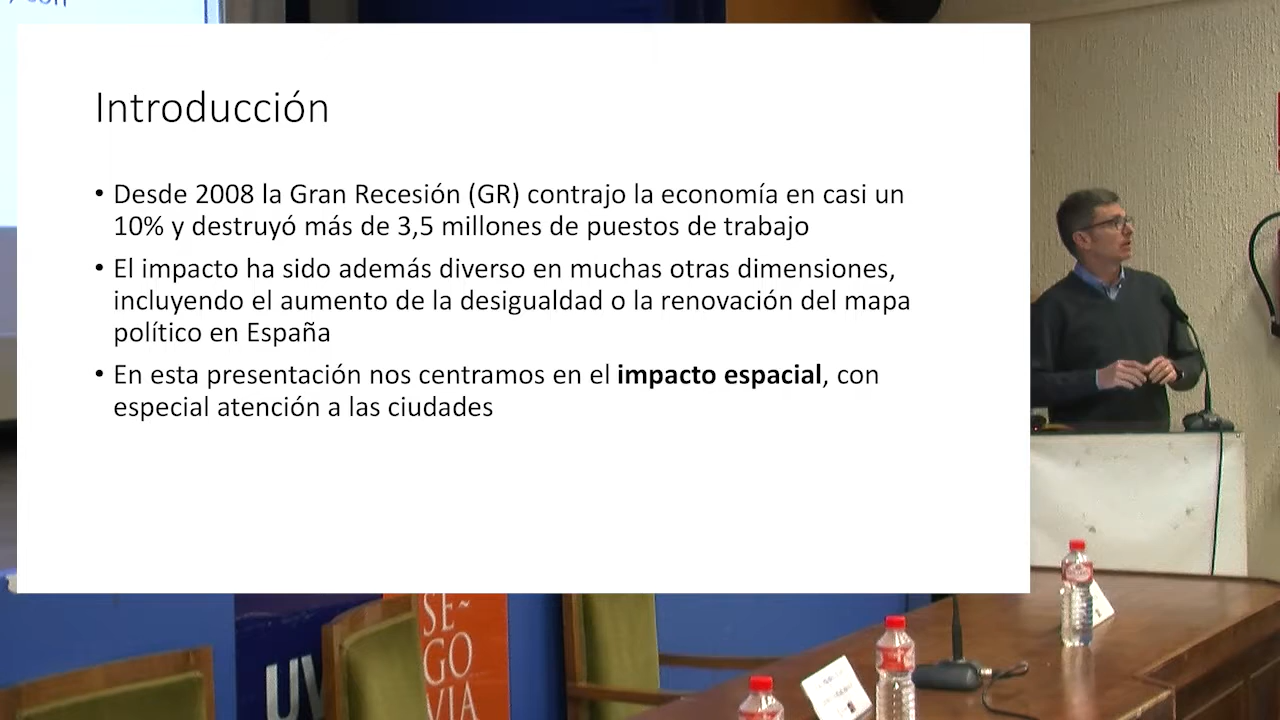 con
Introducción
• Desde 2008 la Gran Recesión (GR) contrajo la economía en casi un
10% y destruyó más de 3,5 millones de puestos de trabajo
• El impacto ha sido además diverso en muchas otras dimensiones,
incluyendo el aumento de la desigualdad o la renovación del mapa
político en España
• En esta presentación nos centramos en el impacto espacial, con
especial atención a las ciudades
UV
SE~
GO
VIA